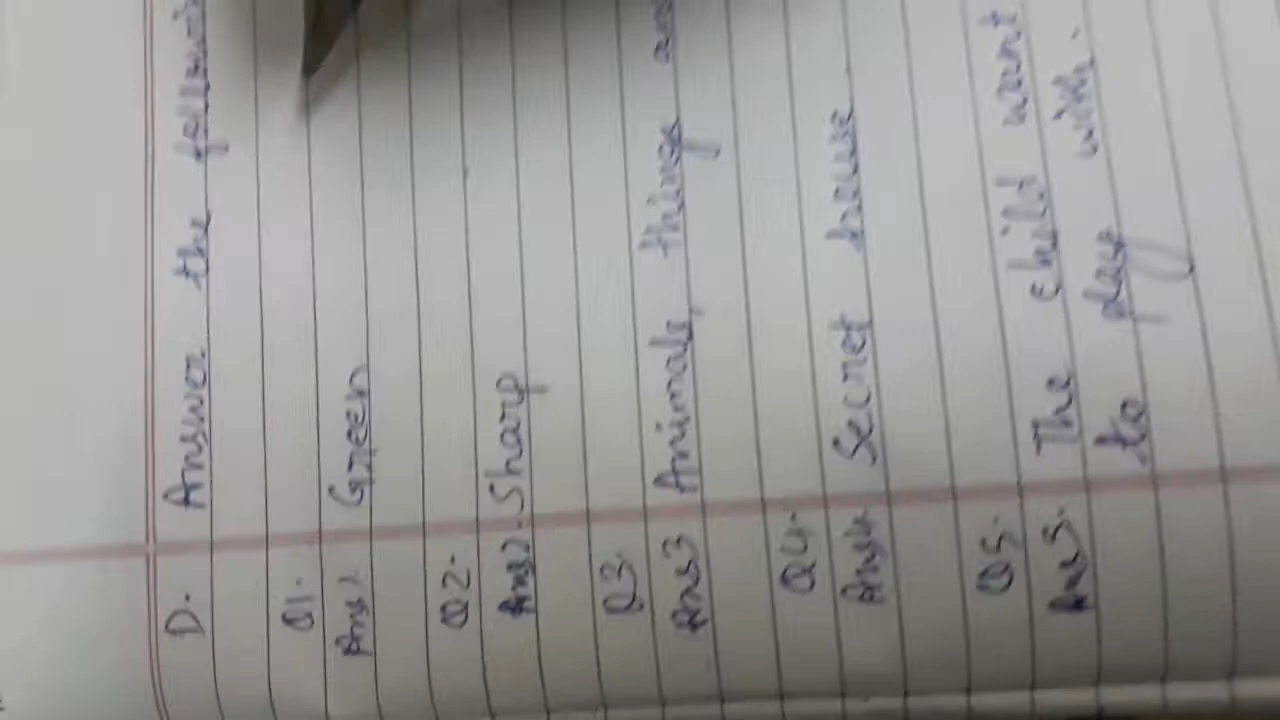 D. Answer the
Q1.
Ans1 Green
Q2.
Ans2. Sharp
Q3.
Ans3 Animals, things
Q4.
Ans4 Secret house
Q5.
Ans5. The child want
to play with.